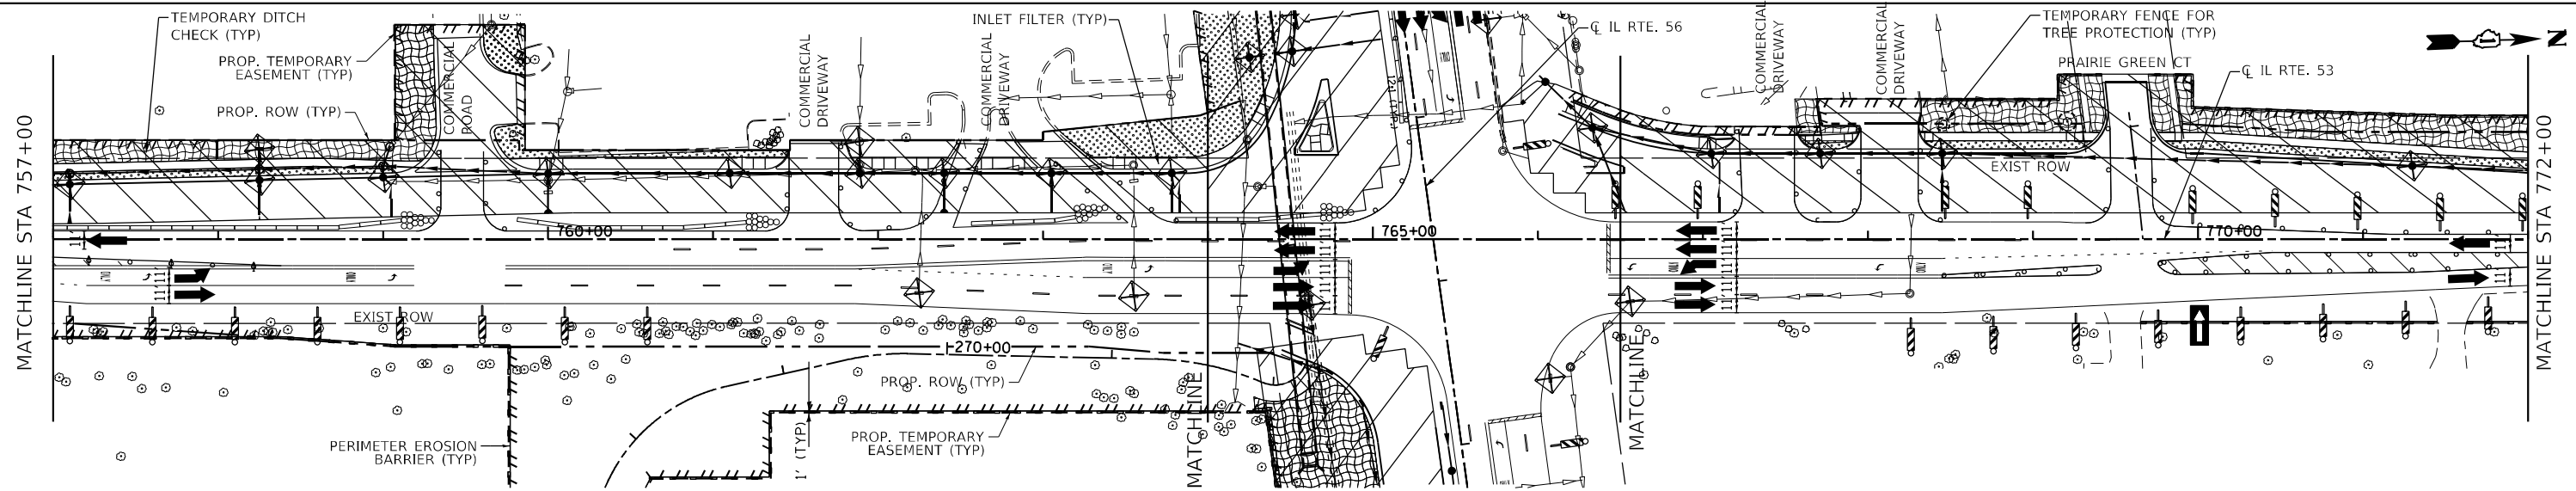 TEMPORARY DITCH
CHECK (TYP)
PROP. TEMPORARY
EASEMENT (TYP)
PROP. ROW (TYP)
COMMERCIAL
ROAD
COMMERCIAL
DRIVEWAY
INLET FILTER (TYP)
COMMERCIAL
DRIVEWAY
℄ IL RTE. 56
COMMERCIAL
DRIVEWAY
COMMERCIAL
DRIVEWAY
TEMPORARY FENCE FOR
TREE PROTECTION (TYP)
PRAIRIE GREEN CT
℄ IL RTE. 53
N
MATCHLINE STA 757+00
EXIST ROW
760+00
765+00
770+00
ONLY
ONLY
ONLY
ONLY
ONLY
11'
11'
11'
EXIST ROW
270+00
PROP. ROW (TYP)
PERIMETER EROSION
BARRIER (TYP)
1' (TYP)
PROP. TEMPORARY
EASEMENT (TYP)
MATCHLINE
MATCHLINE
MATCHLINE STA 772+00